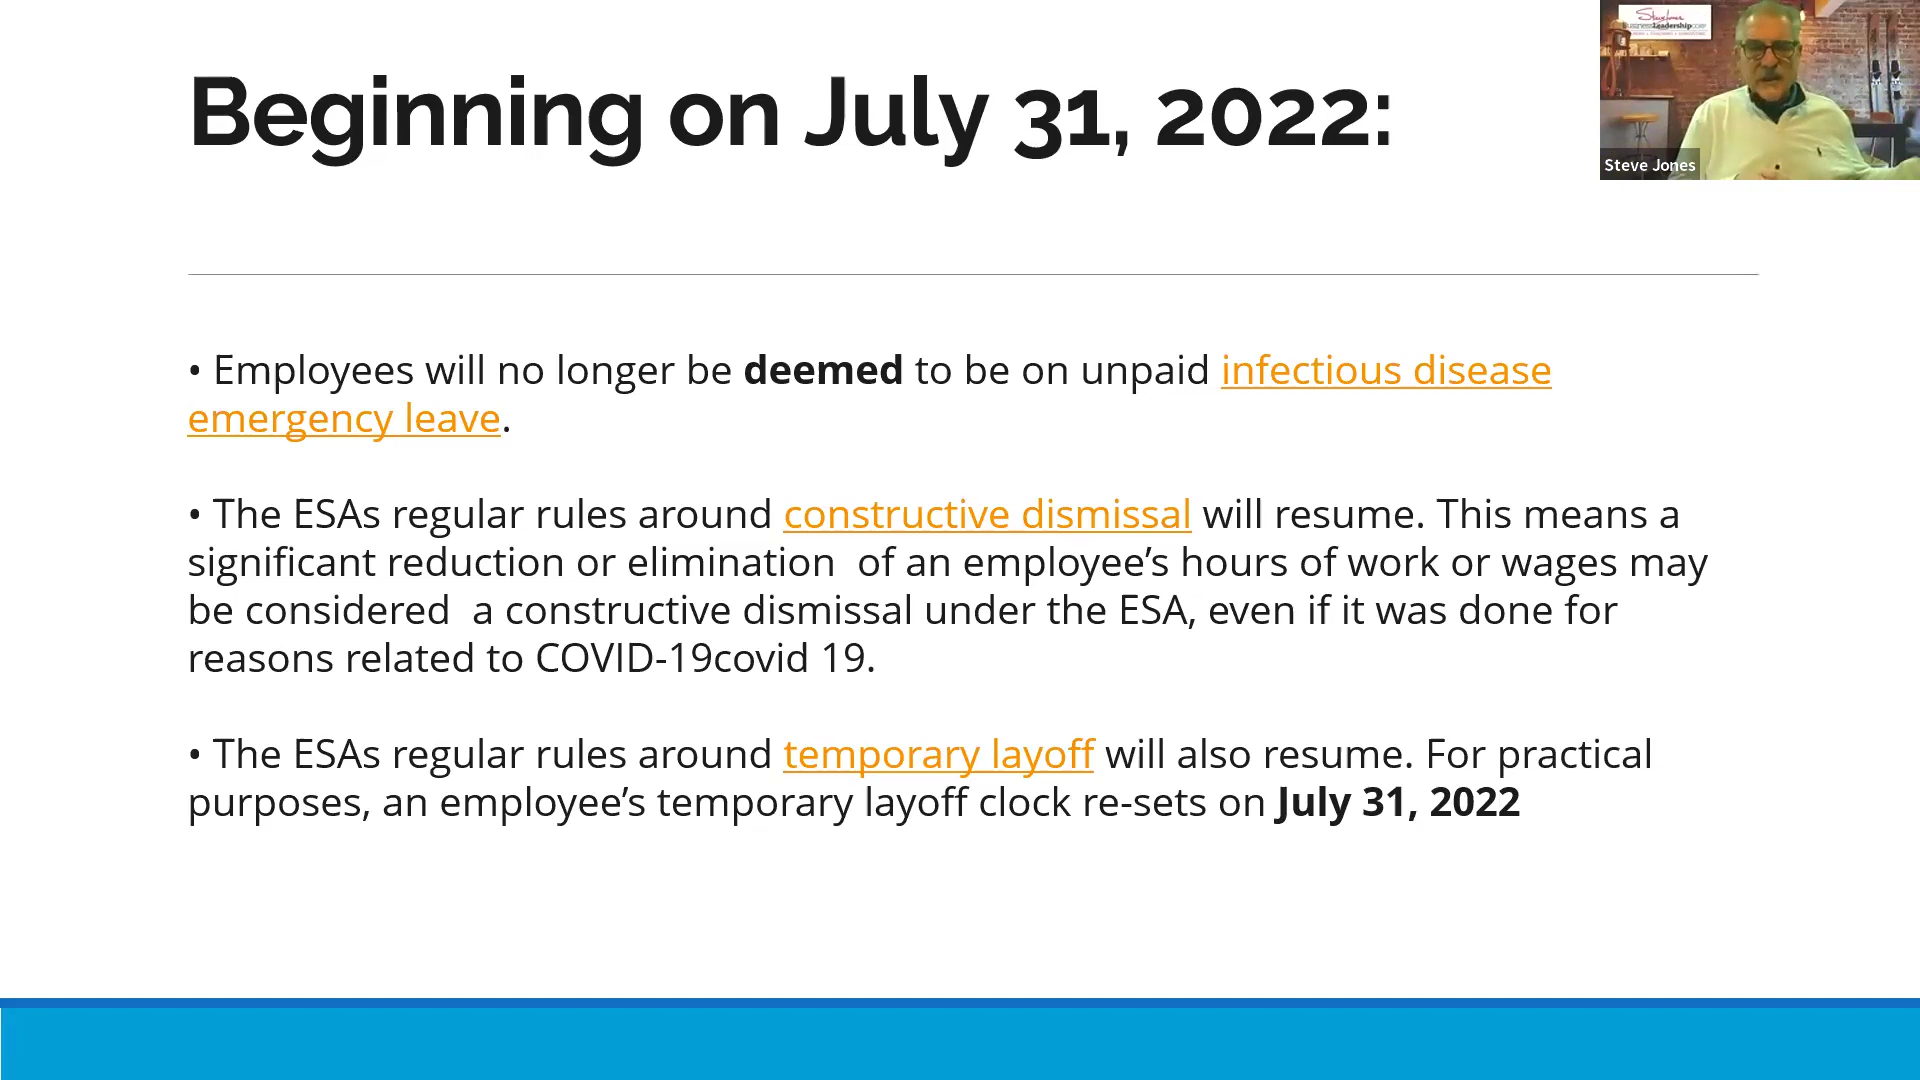 Beginning on July 31, 2022:
Steve Jones
• Employees will no longer be deemed to be on unpaid infectious disease
emergency leave.
• The ESAs regular rules around constructive dismissal will resume. This means a
significant reduction or elimination  of an employee’s hours of work or wages may
be considered  a constructive dismissal under the ESA, even if it was done for
reasons related to COVID-19covid 19.
• The ESAs regular rules around temporary layoff will also resume. For practical
purposes, an employee’s temporary layoff clock re-sets on July 31, 2022